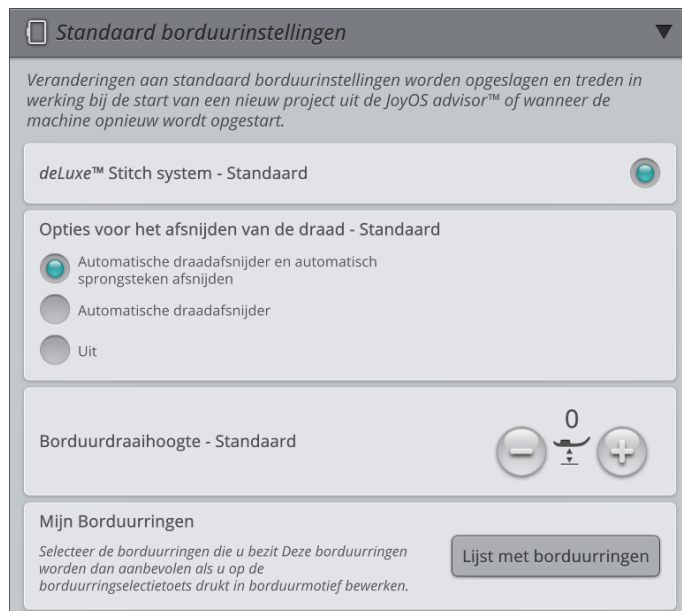 Standaard borduurinstellingen
Veranderingen aan standaard borduurinstellingen worden opgeslagen en treden in
werking bij de start van een nieuw project uit de JoyOS advisor™ of wanneer de
machine opnieuw wordt opgestart.
deLuxe™ Stitch system - Standaard
Opties voor het afsnijden van de draad - Standaard
Automatische draadafsnijder en automatisch
sprongsteken afsnijden
Automatische draadafsnijder
Uit
0
Borduurdraaihoogte - Standaard
Mijn Borduurringen
Selecteer de borduurringen die u bezit Deze borduurringen
worden dan aanbevolen als u op de
borduurringselectietoets drukt in borduurmotief bewerken.
Lijst met borduurringen